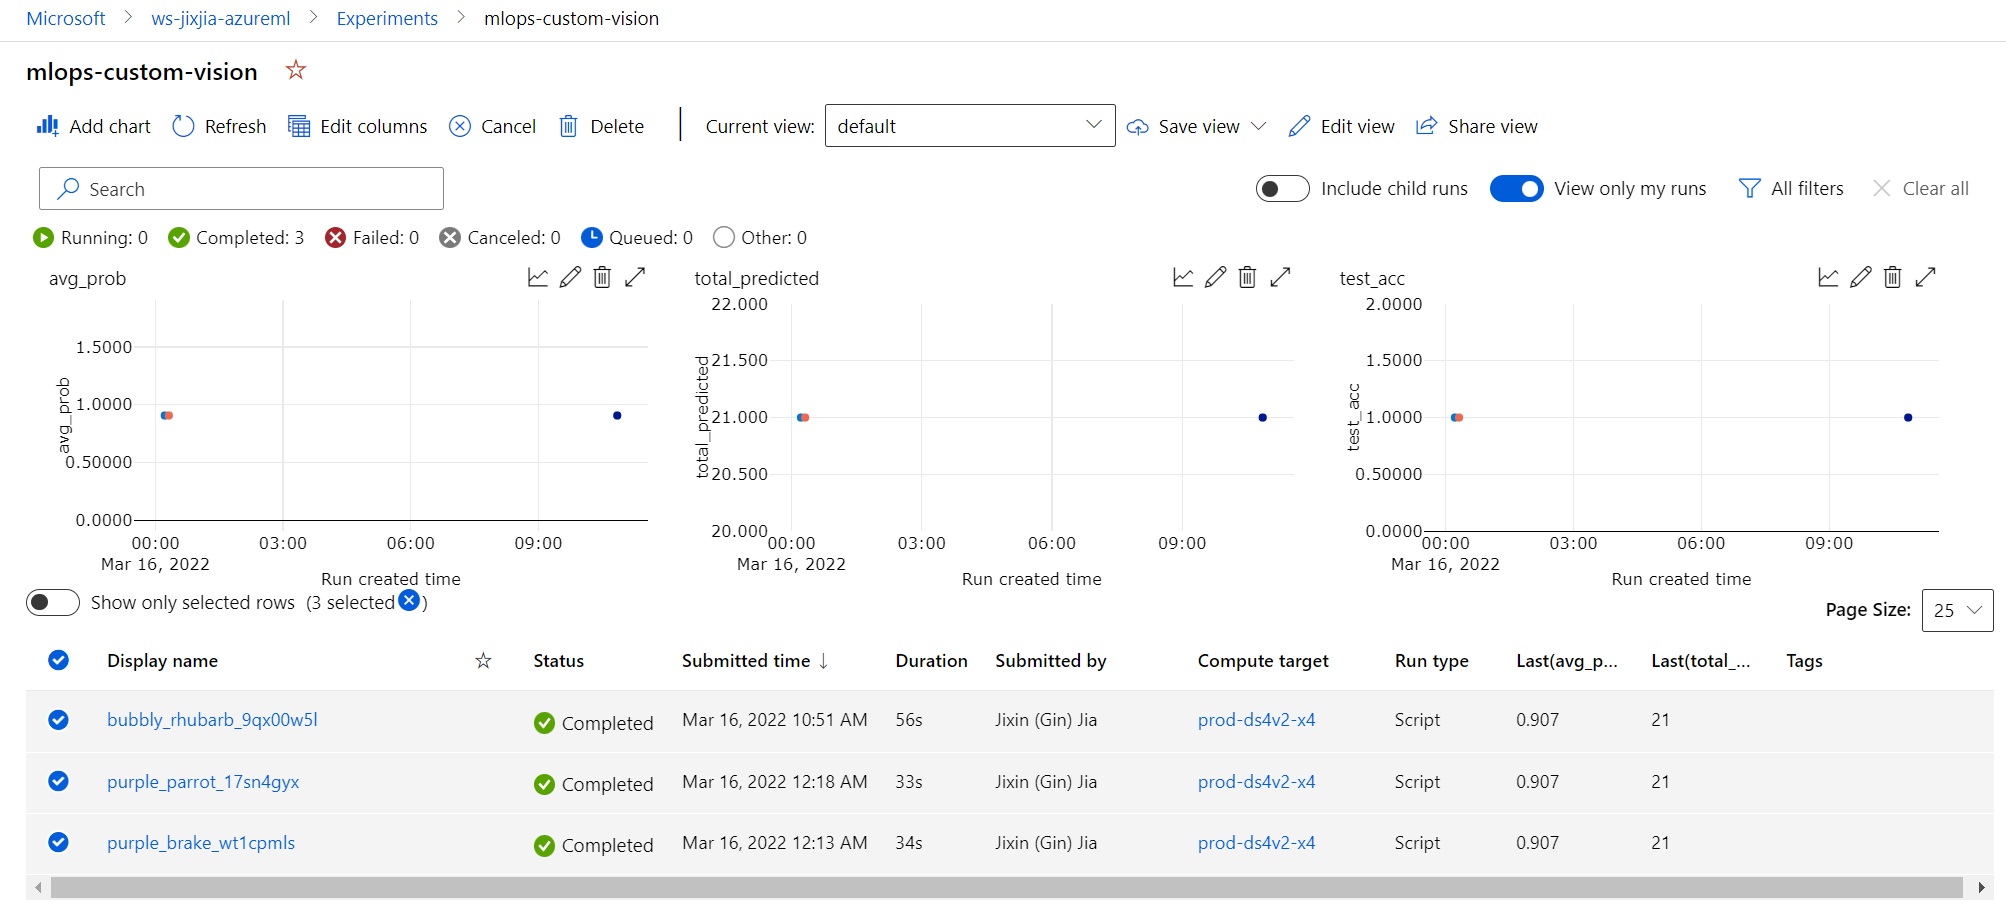 Microsoft > ws-jixjia-azureml > Experiments > mlops-custom-vision
mlops-custom-vision
Add chart Refresh Edit columns Cancel Delete Current view: default Save view Edit view Share view
Search Include child runs View only my runs All filters Clear all
Running: 0 Completed: 3 Failed: 0 Canceled: 0 Queued: 0 Other: 0
avg_prob
1.5000
1.0000
0.50000
0.0000
avg_prob
00:00 03:00 06:00 09:00
Mar 16, 2022
Run created time
total_predicted
22.000
21.500
21.000
20.500
20.000
total_predicted
00:00 03:00 06:00 09:00
Mar 16, 2022
Run created time
test_acc
2.0000
1.5000
1.0000
0.50000
0.0000
test_acc
00:00 03:00 06:00 09:00
Mar 16, 2022
Run created time
Show only selected rows (3 selected )
Page Size: 25
Display name Status Submitted time ↓ Duration Submitted by Compute target Run type Last(avg_p... Last(total_... Tags
bubbly_rhubarb_9qx00w5l Completed Mar 16, 2022 10:51 AM 56s Jixin (Gin) Jia prod-ds4v2-x4 Script 0.907 21
purple_parrot_17sn4gyx Completed Mar 16, 2022 12:18 AM 33s Jixin (Gin) Jia prod-ds4v2-x4 Script 0.907 21
purple_brake_wt1cpmls Completed Mar 16, 2022 12:13 AM 34s Jixin (Gin) Jia prod-ds4v2-x4 Script 0.907 21